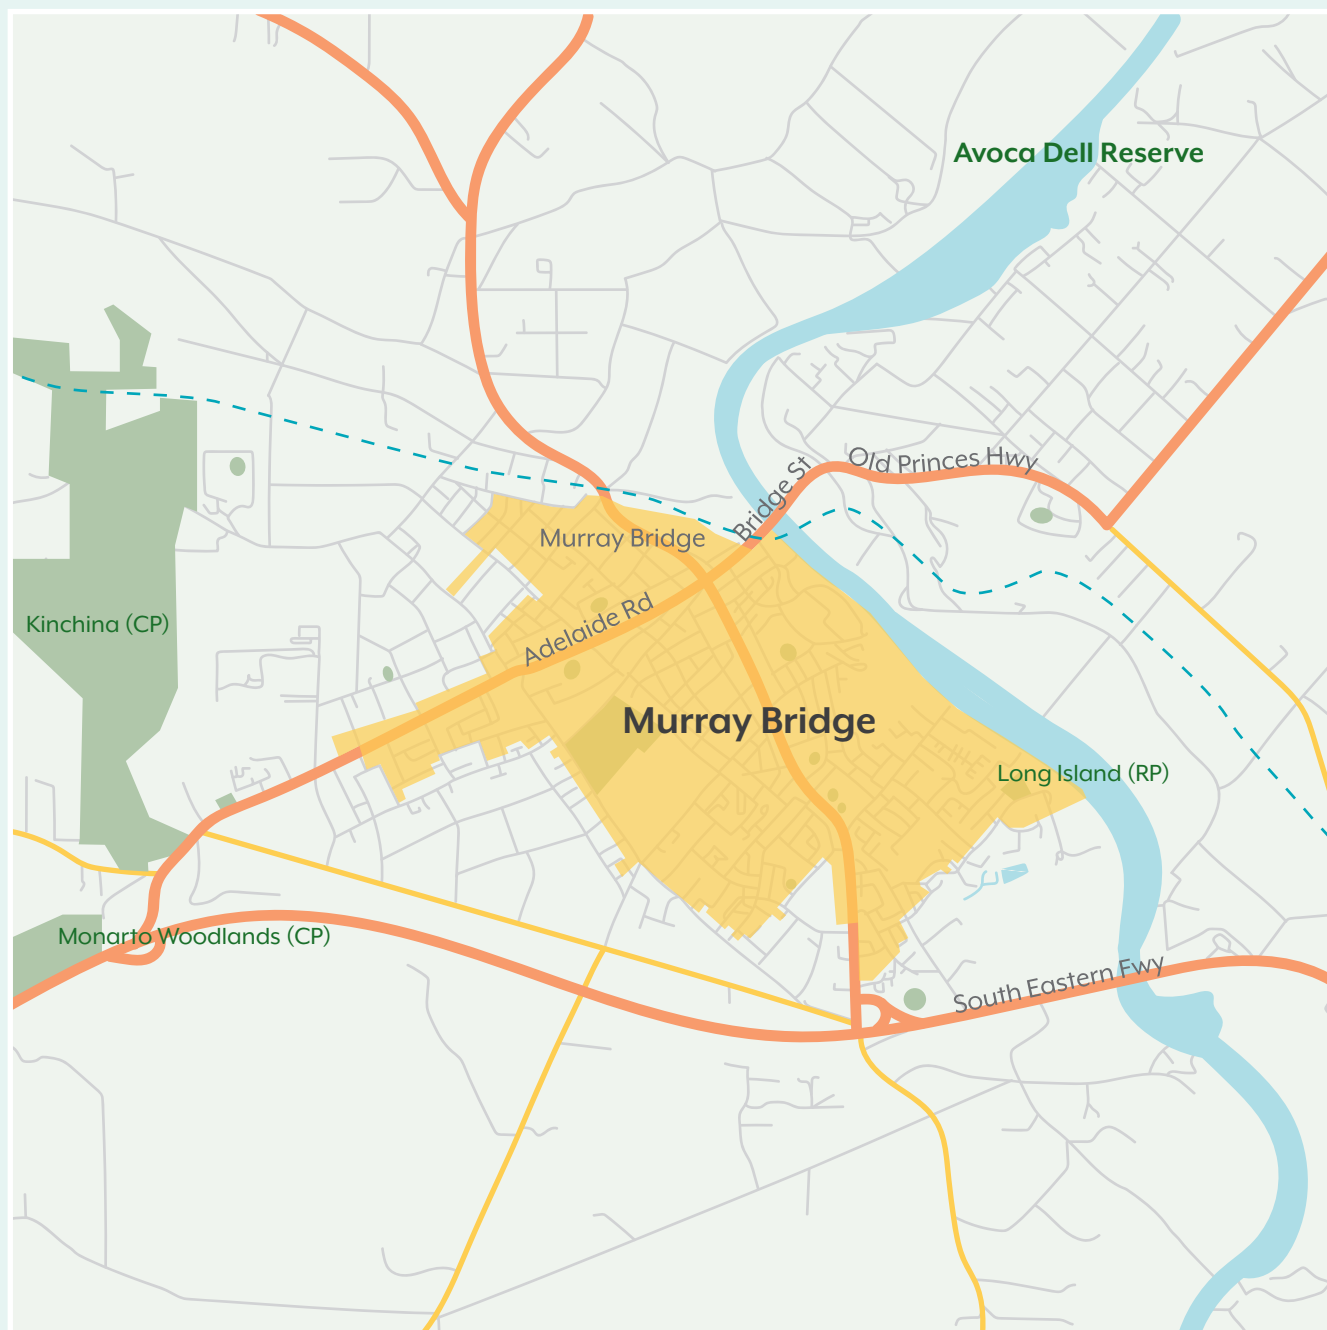 Avoca Dell Reserve
Old Princes Hwy
Bridge St
Murray Bridge
Adelaide Rd
Kinchina (CP)
Murray Bridge
Long Island (RP)
Monarto Woodlands (CP)
South Eastern Fwy